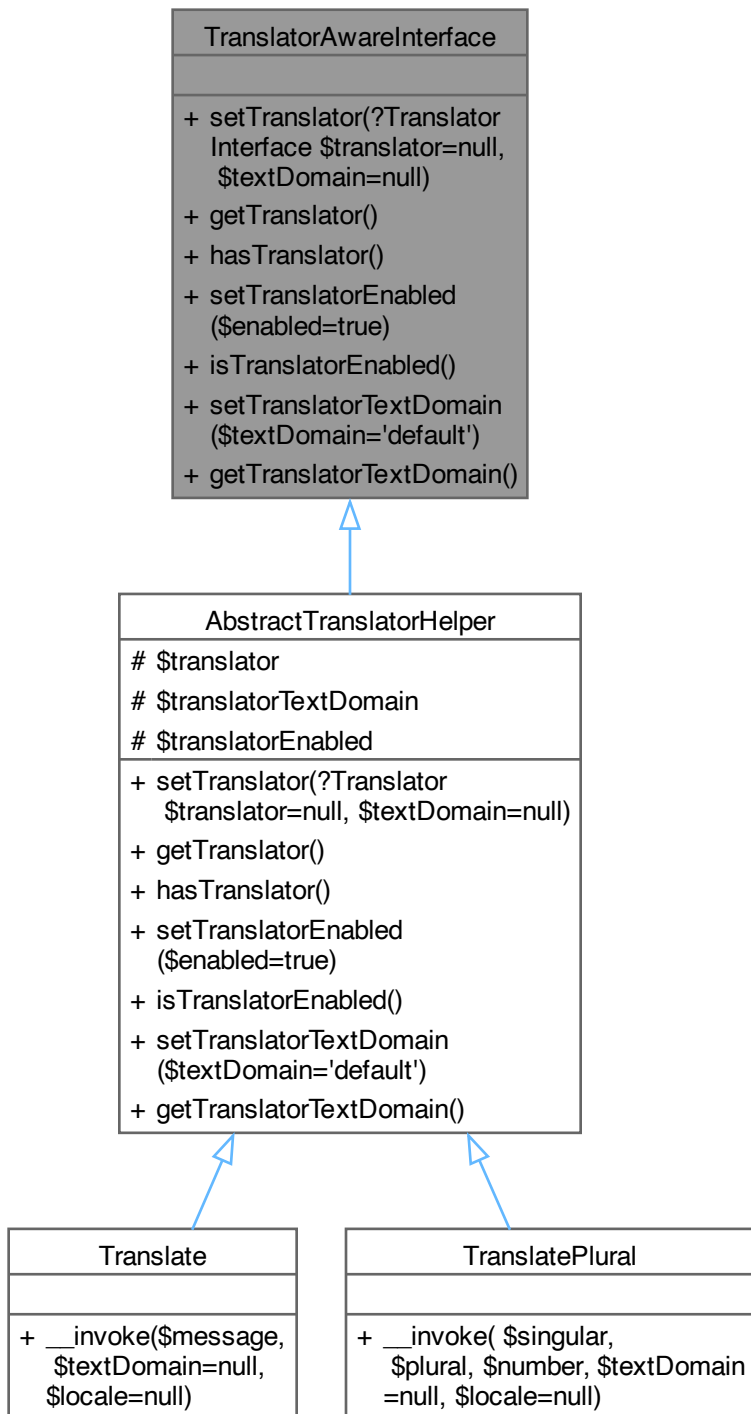 TranslatorAwareInterface
+ setTranslator(?Translator
Interface $translator=null,
$textDomain=null)
+ getTranslator()
+ hasTranslator()
+ setTranslatorEnabled
($enabled=true)
+ isTranslatorEnabled()
+ setTranslatorTextDomain
($textDomain='default')
+ getTranslatorTextDomain()
AbstractTranslatorHelper
# $translator
# $translatorTextDomain
# $translatorEnabled
+ setTranslator(?Translator
$translator=null, $textDomain=null)
+ getTranslator()
+ hasTranslator()
+ setTranslatorEnabled
($enabled=true)
+ isTranslatorEnabled()
+ setTranslatorTextDomain
($textDomain='default')
+ getTranslatorTextDomain()
Translate
+ __invoke($message,
$textDomain=null,
$locale=null)
TranslatePlural
+ __invoke( $singular,
$plural, $number, $textDomain
=null, $locale=null)